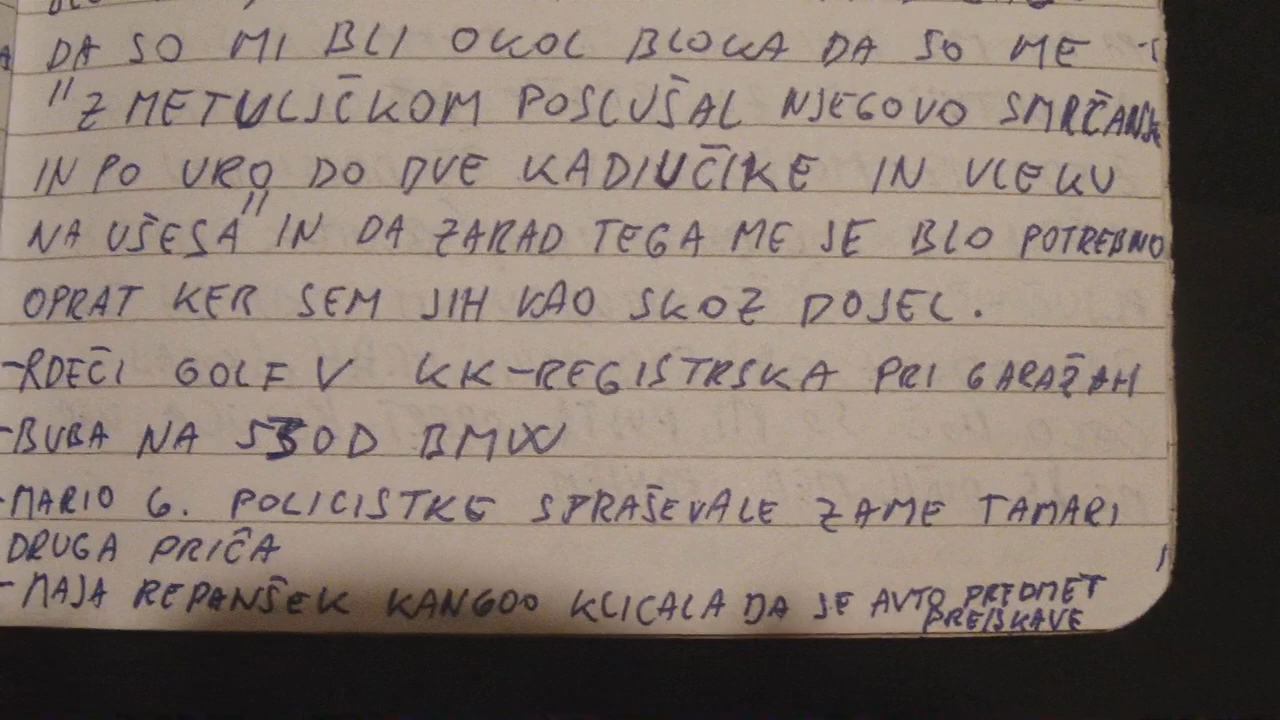 DA SO MI BLI OKOL BLOKA DA SO ME
"Z METULJČKOM POSLUŠAL NJEGOVO SMRČANJE
IN PO URO DO DVE KADIUČIKE IN VLEKU
NA UŠESA" IN DA ZARAD TEGA ME JE BLO POTREBNO
OPRAT KER SEM JIH KAO SKOZ DOJEL.
-RDEČI GOLF V KK-REGISTRSKA PRI GARAŽAH
-BUBA NA 530D BMW
-MARIO G. POLICISTKE SPRAŠEVALE ZAME TAMARI
DRUGA PRIČA
-MAJA REPANŠEK KANGOO KLICALA DA JE AVTO PREDMET
PREISKAVE